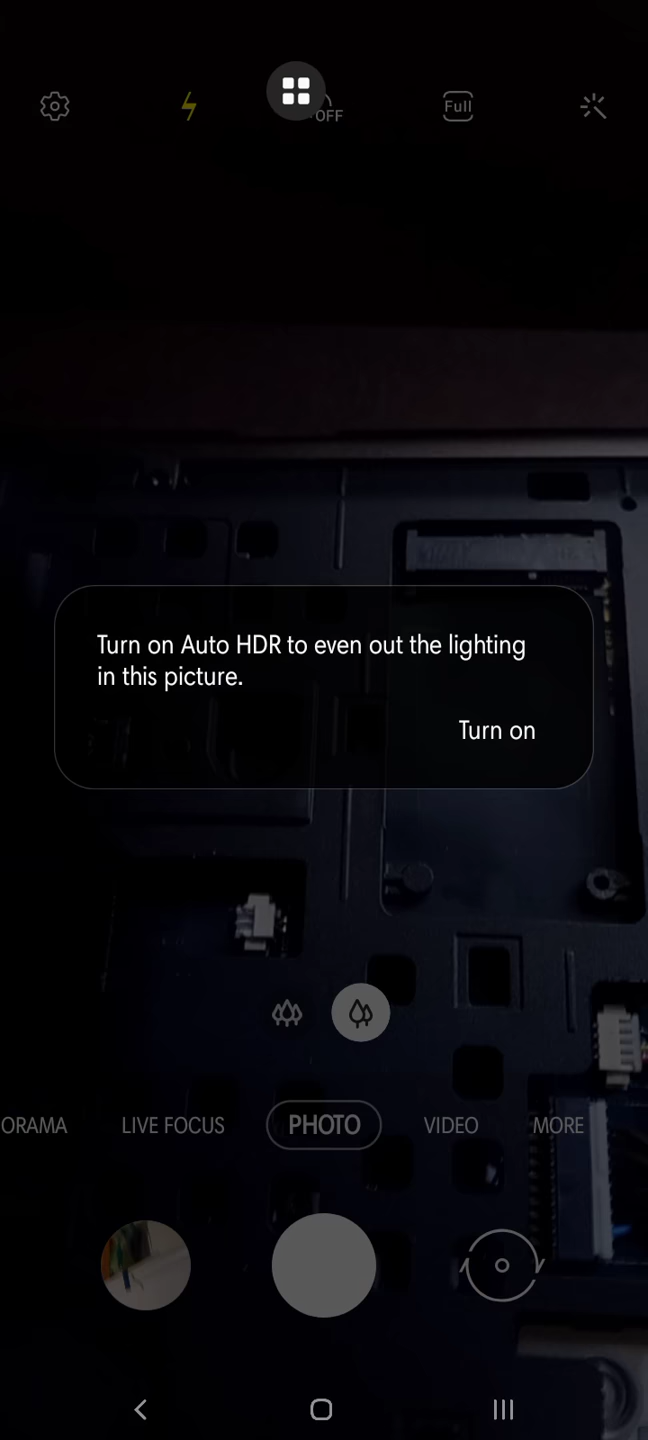 OFF
Full
Turn on Auto HDR to even out the lighting
in this picture.
Turn on
ORAMA
LIVE FOCUS
PHOTO
VIDEO
MORE